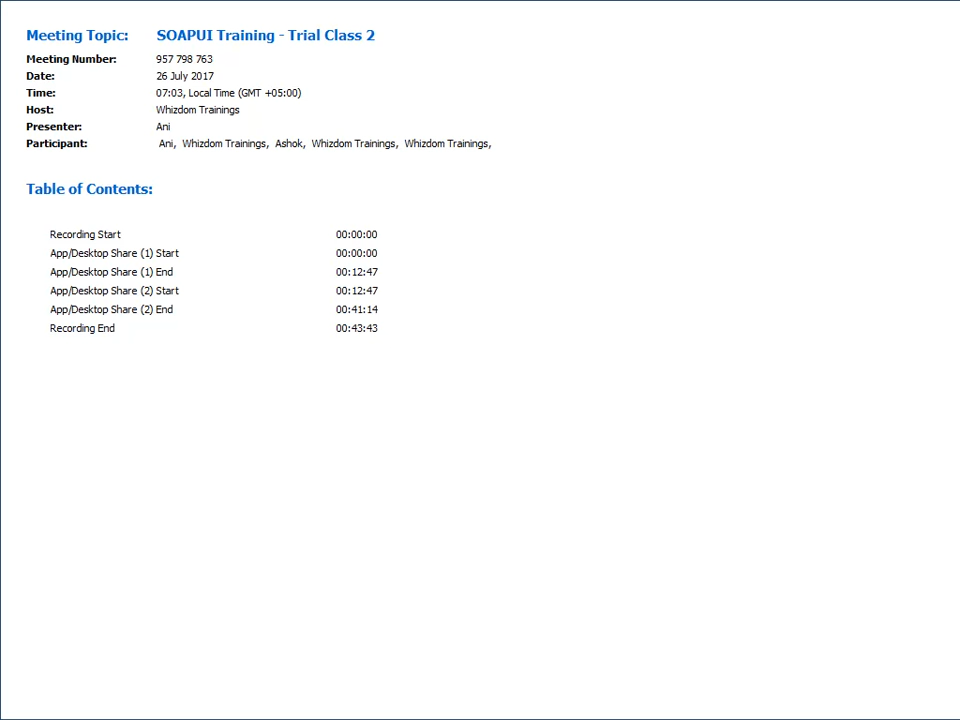 Meeting Topic: SOAPUI Training - Trial Class 2
Meeting Number: 957 798 763
Date: 26 July 2017
Time: 07:03, Local Time (GMT +05:00)
Host: Whizdom Trainings
Presenter: Ani
Participant: Ani, Whizdom Trainings, Ashok, Whizdom Trainings, Whizdom Trainings,
Table of Contents:
Recording Start 00:00:00
App/Desktop Share (1) Start 00:00:00
App/Desktop Share (1) End 00:12:47
App/Desktop Share (2) Start 00:12:47
App/Desktop Share (2) End 00:41:14
Recording End 00:43:43